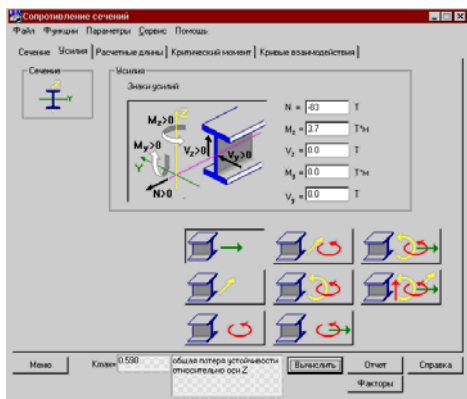 Сопротивление сечений
Файл Функции Параметры Сервис Помощь
Сечение Усилия Расчетные длины Критический момент Кривые взаимодействия
Сечение
Y
Усилия
Знаки усилий
Z
Mz>0
My>0
Vz>0
Vy>0
Y
N>0
N = -83 T
Mz = 3.7 T*м
Vz = 0.0 T
My = 0.0 T*м
Vy = 0.0 T
Меню
Kmax= 0.598
общая потеря устойчивости относительно оси Z
Вычислить
Отчет
Справка
Факторы